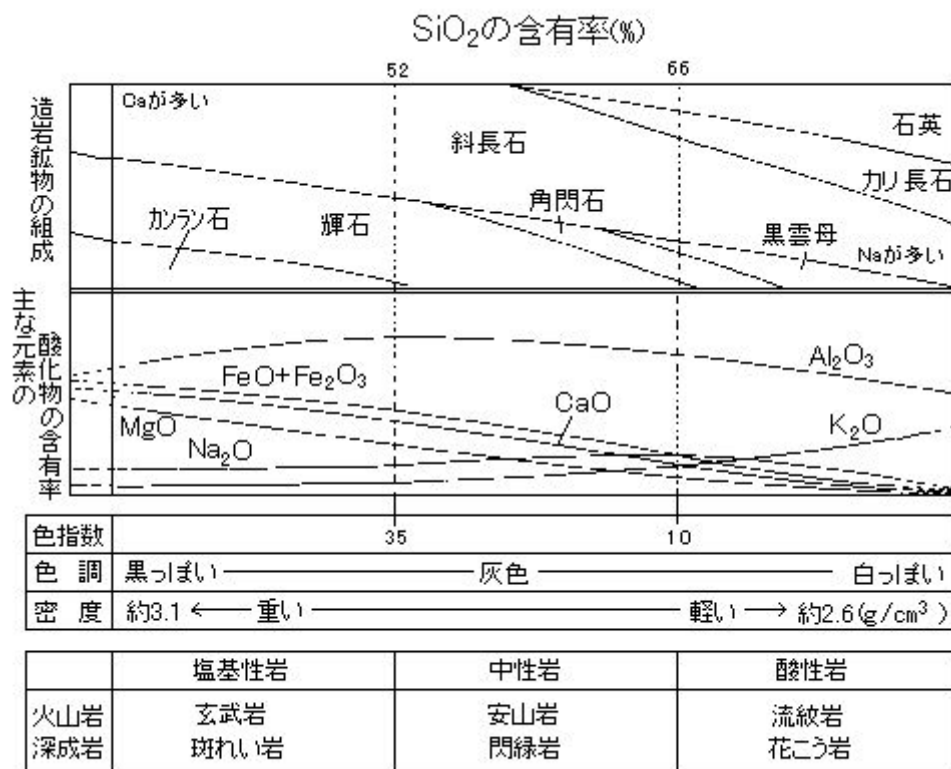 SiO₂の含有率(%)
52 66
造岩鉱物の組成
Caが多い
石英
斜長石
カリ長石
角閃石
カンラン石
輝石
黒雲母
Naが多い
主な元素の
酸化物の含有率
Al₂O₃
FeO+Fe₂O₃
CaO
K₂O
MgO
Na₂O
色指数 35 10
色調 黒っぽい 灰色 白っぽい
密度 約3.1 ← 重い 軽い → 約2.6(g/cm³)
塩基性岩 中性岩 酸性岩
火山岩 玄武岩 安山岩 流紋岩
深成岩 斑れい岩 閃緑岩 花こう岩